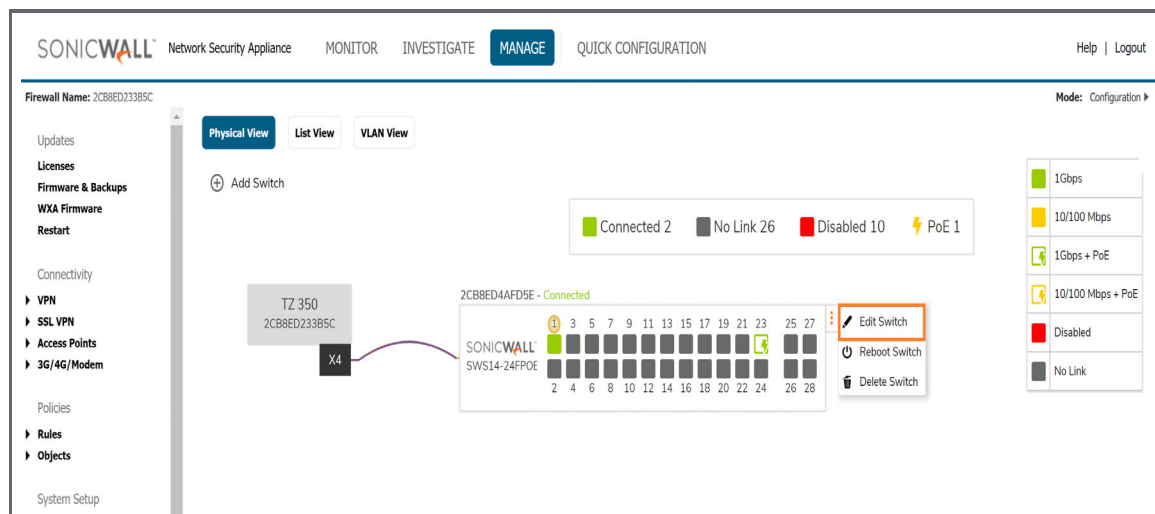 SONICWALL Network Security Appliance MONITOR INVESTIGATE MANAGE QUICK CONFIGURATION Help | Logout
Firewall Name: 2CB8ED233B5C Mode: Configuration
Updates
Licenses
Firmware & Backups
WXA Firmware
Restart
Connectivity
VPN
SSL VPN
Access Points
3G/4G/Modem
Policies
Rules
Objects
System Setup
Physical View List View VLAN View
Add Switch
Connected 2 No Link 26 Disabled 10 PoE 1
TZ 350
2CB8ED233B5C
X4
2CB8ED4AFD5E - Connected
1 3 5 7 9 11 13 15 17 19 21 23 25 27
SONICWALL
SWS14-24FPOE
2 4 6 8 10 12 14 16 18 20 22 24 26 28
Edit Switch
Reboot Switch
Delete Switch
1Gbps
10/100 Mbps
1Gbps + PoE
10/100 Mbps + PoE
Disabled
No Link